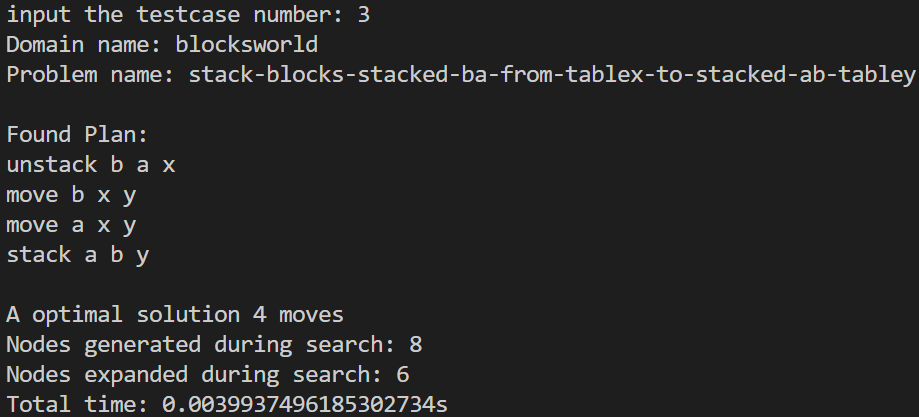 input the testcase number: 3
Domain name: blocksworld
Problem name: stack-blocks-stacked-ba-from-tablex-to-stacked-ab-tabley
Found Plan:
unstack b a x
move b x y
move a x y
stack a b y
A optimal solution 4 moves
Nodes generated during search: 8
Nodes expanded during search: 6
Total time: 0.0039937496185302734s